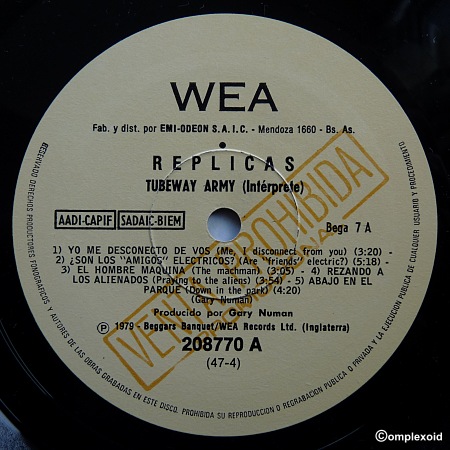 WEA
Fab. y dist. por EMI-ODEON S.A.I.C. - Mendoza 1660 - Bs. As.
REPLICAS
TUBEWAY ARMY (Intérprete)
AADI-CAPIF SADAIC-BIEM
Bega 7 A
1) YO ME DESCONECTO DE VOS (Me, I disconnect from you) (3:20) -
2) ¿SON LOS "AMIGOS" ELECTRICOS? (Are "friends" electric?) (5:18) -
3) EL HOMBRE MAQUINA (The machman) (3:05) - 4) REZANDO A
LOS ALIENADOS (Praying to the aliens) (3:54) - 5) ABAJO EN EL
PARQUE (Down in the park) (4:20)
(Gary Numan)
Producido por Gary Numan
Ⓟ 1979 - Beggars Banquet/WEA Records Ltd. (Inglaterra)
208770 A
(47-4)
VENTA PROHIBIDA
RESERVADO DERECHOS PRODUCTORES FONOGRAFICOS Y AUTORES DE LAS OBRAS GRABADAS EN ESTE DISCO. PROHIBIDA SU REPRODUCCION O REGRABACION PUBLICA O PRIVADA Y LA EJECUCION PUBLICA DE CUALQUIER USUARIO Y PROCEDIMIENTO
©omplexoid